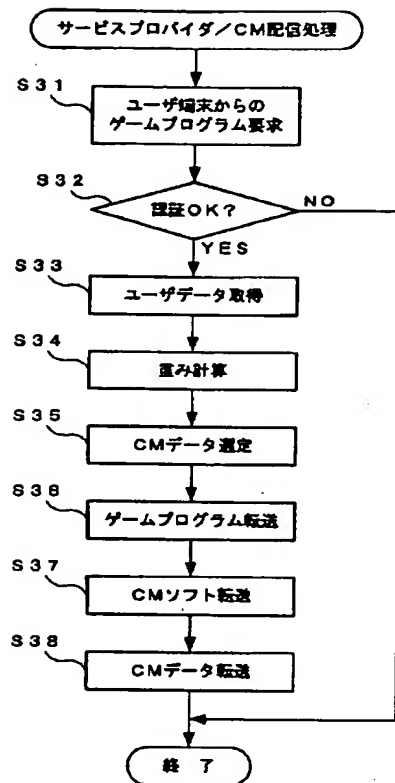 サービスプロバイダ/CM配信処理
S31
ユーザ端末からの
ゲームプログラム要求
S32
認証OK?
NO
YES
S33
ユーザデータ取得
S34
重み計算
S35
CMデータ選定
S36
ゲームプログラム転送
S37
CMソフト転送
S38
CMデータ転送
終 了